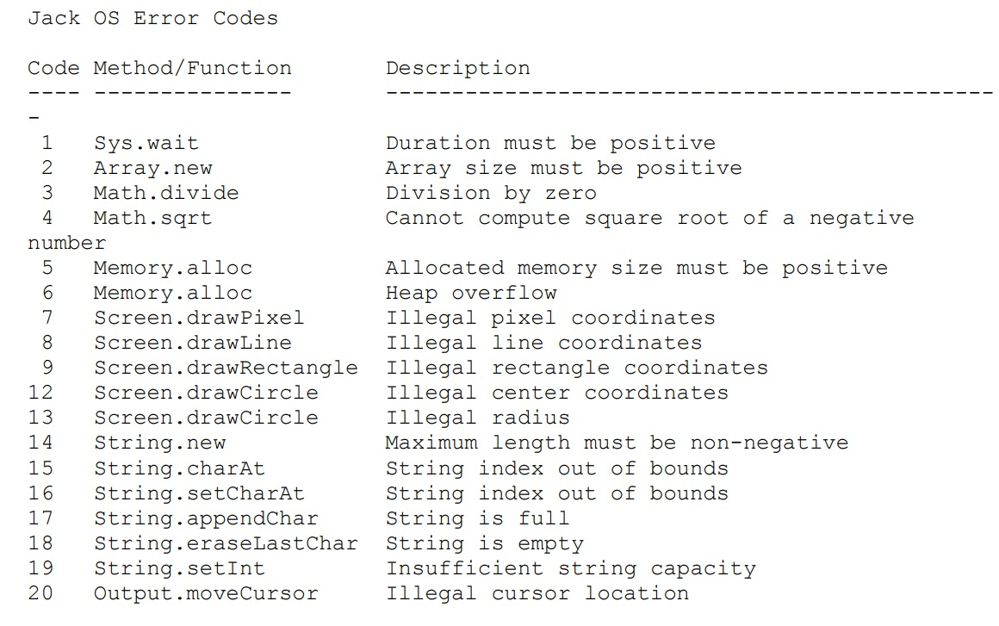 Jack OS Error Codes
Code Method/Function       Description
---- ---------------       ----------------------------------------------
-
 1   Sys.wait              Duration must be positive
 2   Array.new             Array size must be positive
 3   Math.divide           Division by zero
 4   Math.sqrt             Cannot compute square root of a negative
number
 5   Memory.alloc          Allocated memory size must be positive
 6   Memory.alloc          Heap overflow
 7   Screen.drawPixel      Illegal pixel coordinates
 8   Screen.drawLine       Illegal line coordinates
 9   Screen.drawRectangle  Illegal rectangle coordinates
12   Screen.drawCircle     Illegal center coordinates
13   Screen.drawCircle     Illegal radius
14   String.new            Maximum length must be non-negative
15   String.charAt         String index out of bounds
16   String.setCharAt      String index out of bounds
17   String.appendChar     String is full
18   String.eraseLastChar  String is empty
19   String.setInt         Insufficient string capacity
20   Output.moveCursor     Illegal cursor location